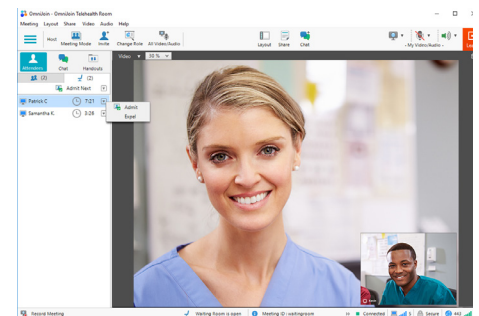 OmniJoin - OmniJoin Telehealth Room
Meeting Layout Share Video Audio Help
Host Meeting Mode Invite Change Role All Video/Audio Layout Share Chat - My Video/Audio -
Attendees Chat Handouts
Video 50 %
(2) (2)
Admit Next
Patrick C 7:21
Admit
Samantha K. 3:28
Expel
Record Meeting Waiting Room is open Meeting ID: waitingroom Connected 5 Secure 442